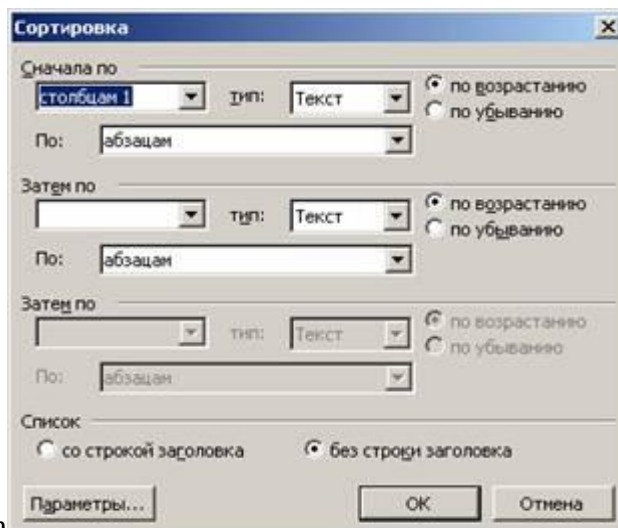 Сортировка
Сначала по
столбцам 1 тип: Текст по возрастанию
по убыванию
По: абзацам
Затем по
тип: Текст по возрастанию
по убыванию
По: абзацам
Затем по
тип: Текст по возрастанию
по убыванию
По: абзацам
Список
со строкой заголовка без строки заголовка
Параметры... ОК Отмена